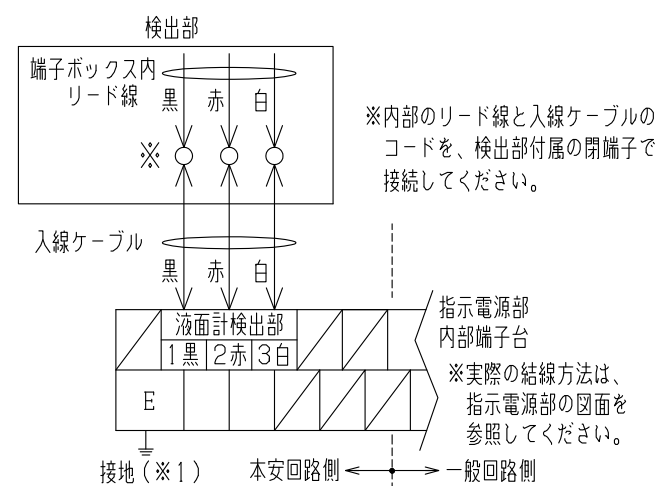 検出部
端子ボックス内
リード線
黒 赤 白
※
※内部のリード線と入線ケーブルの
コードを、検出部付属の閉端子で
接続してください。
入線ケーブル
黒 赤 白
指示電源部
内部端子台
液面計検出部
1黒 2赤 3白
E
※実際の結線方法は、
指示電源部の図面を
参照してください。
接地(※1)
本安回路側
一般回路側